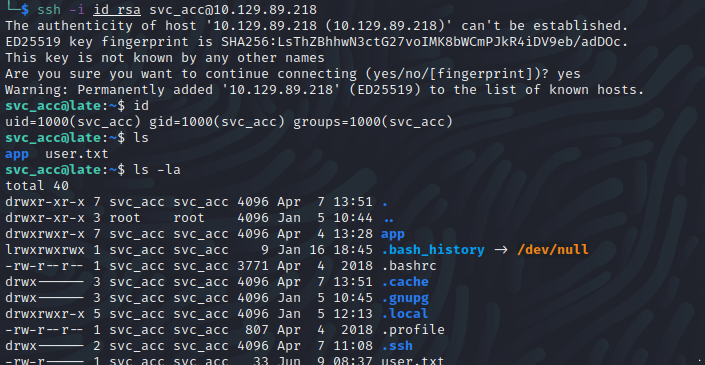 └─$ ssh -i id_rsa svc_acc@10.129.89.218
The authenticity of host '10.129.89.218 (10.129.89.218)' can't be established.
ED25519 key fingerprint is SHA256:LsThZBhhwN3ctG27voIMK8bWCmPJkR4iDV9eb/adDOc.
This key is not known by any other names
Are you sure you want to continue connecting (yes/no/[fingerprint])? yes
Warning: Permanently added '10.129.89.218' (ED25519) to the list of known hosts.
svc_acc@late:~$ id
uid=1000(svc_acc) gid=1000(svc_acc) groups=1000(svc_acc)
svc_acc@late:~$ ls
app user.txt
svc_acc@late:~$ ls -la
total 40
drwxr-xr-x 7 svc_acc svc_acc 4096 Apr 7 13:51 .
drwxr-xr-x 3 root root 4096 Jan 5 10:44 ..
drwxrwxr-x 7 svc_acc svc_acc 4096 Apr 4 13:28 app
lrwxrwxrwx 1 svc_acc svc_acc 9 Jan 16 18:45 .bash_history -> /dev/null
-rw-r--r-- 1 svc_acc svc_acc 3771 Apr 4 2018 .bashrc
drwx------ 3 svc_acc svc_acc 4096 Apr 7 13:51 .cache
drwx------ 3 svc_acc svc_acc 4096 Jan 5 10:45 .gnupg
drwxrwxr-x 5 svc_acc svc_acc 4096 Jan 5 12:13 .local
-rw-r--r-- 1 svc_acc svc_acc 807 Apr 4 2018 .profile
drwx------ 2 svc_acc svc_acc 4096 Apr 7 11:08 .ssh
-rw-r----- 1 svc_acc svc_acc 33 Jun 9 08:37 user.txt